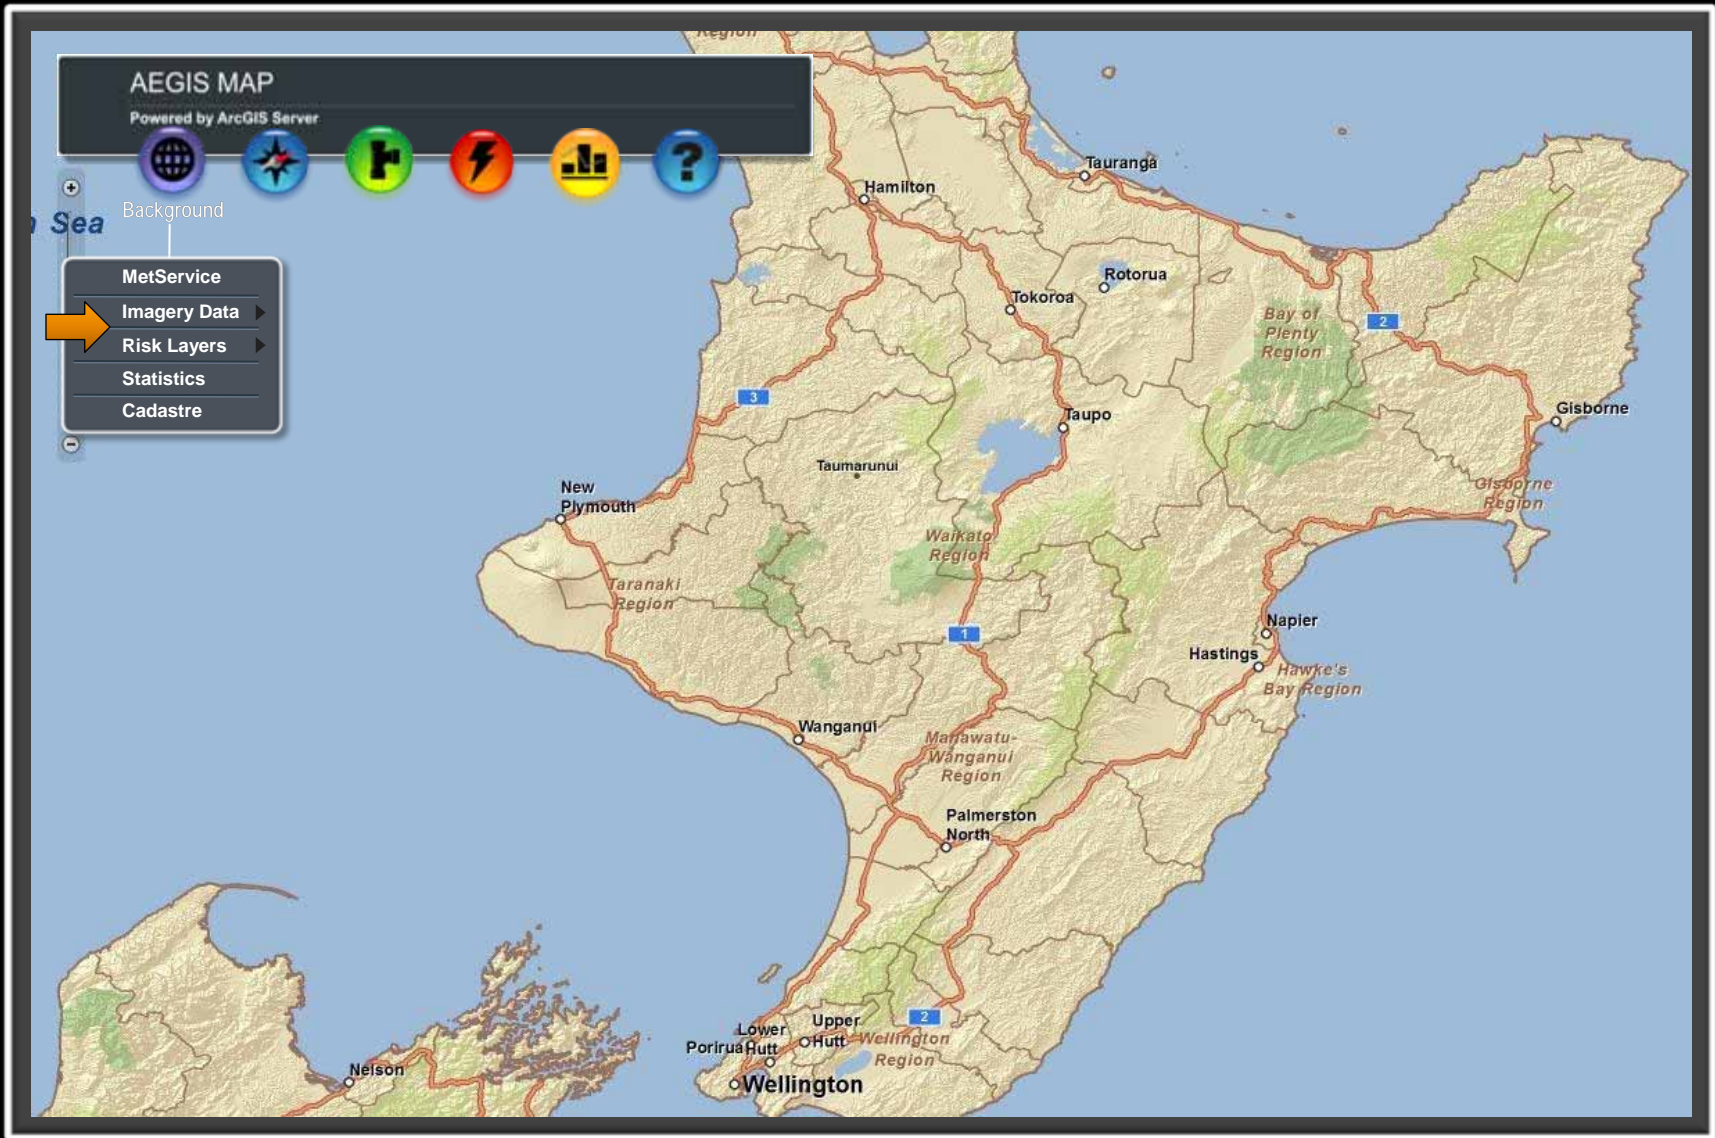 Region
AEGIS MAP
Powered by ArcGIS Server
?
Background
Sea
MetService
Imagery Data
Risk Layers
Statistics
Cadastre
Tauranga
Hamilton
Rotorua
Tokoroa
Bay of
Plenty
Region
2
3
Taupo
Gisborne
Taumarunui
New
Plymouth
Gisborne
Region
Waikato
Region
Taranaki
Region
1
Napier
Hastings
Hawke's
Bay Region
Wanganui
Manawatu-
Wanganui
Region
Palmerston
North
2
Upper
Hutt
Lower
Hutt
Porirua
Wellington
Region
Nelson
Wellington